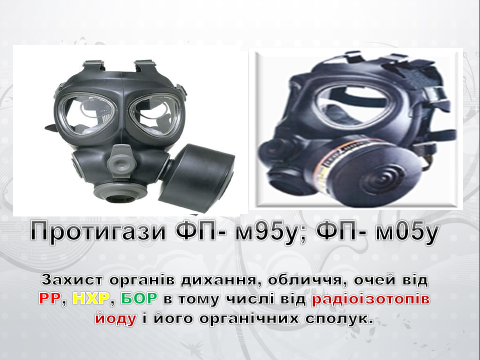 Протигази ФП- м95у; ФП- м05у
Захист органів дихання, обличчя, очей від
РР, НХР, БОР в тому числі від радіоізотопів
йоду і його органічних сполук.